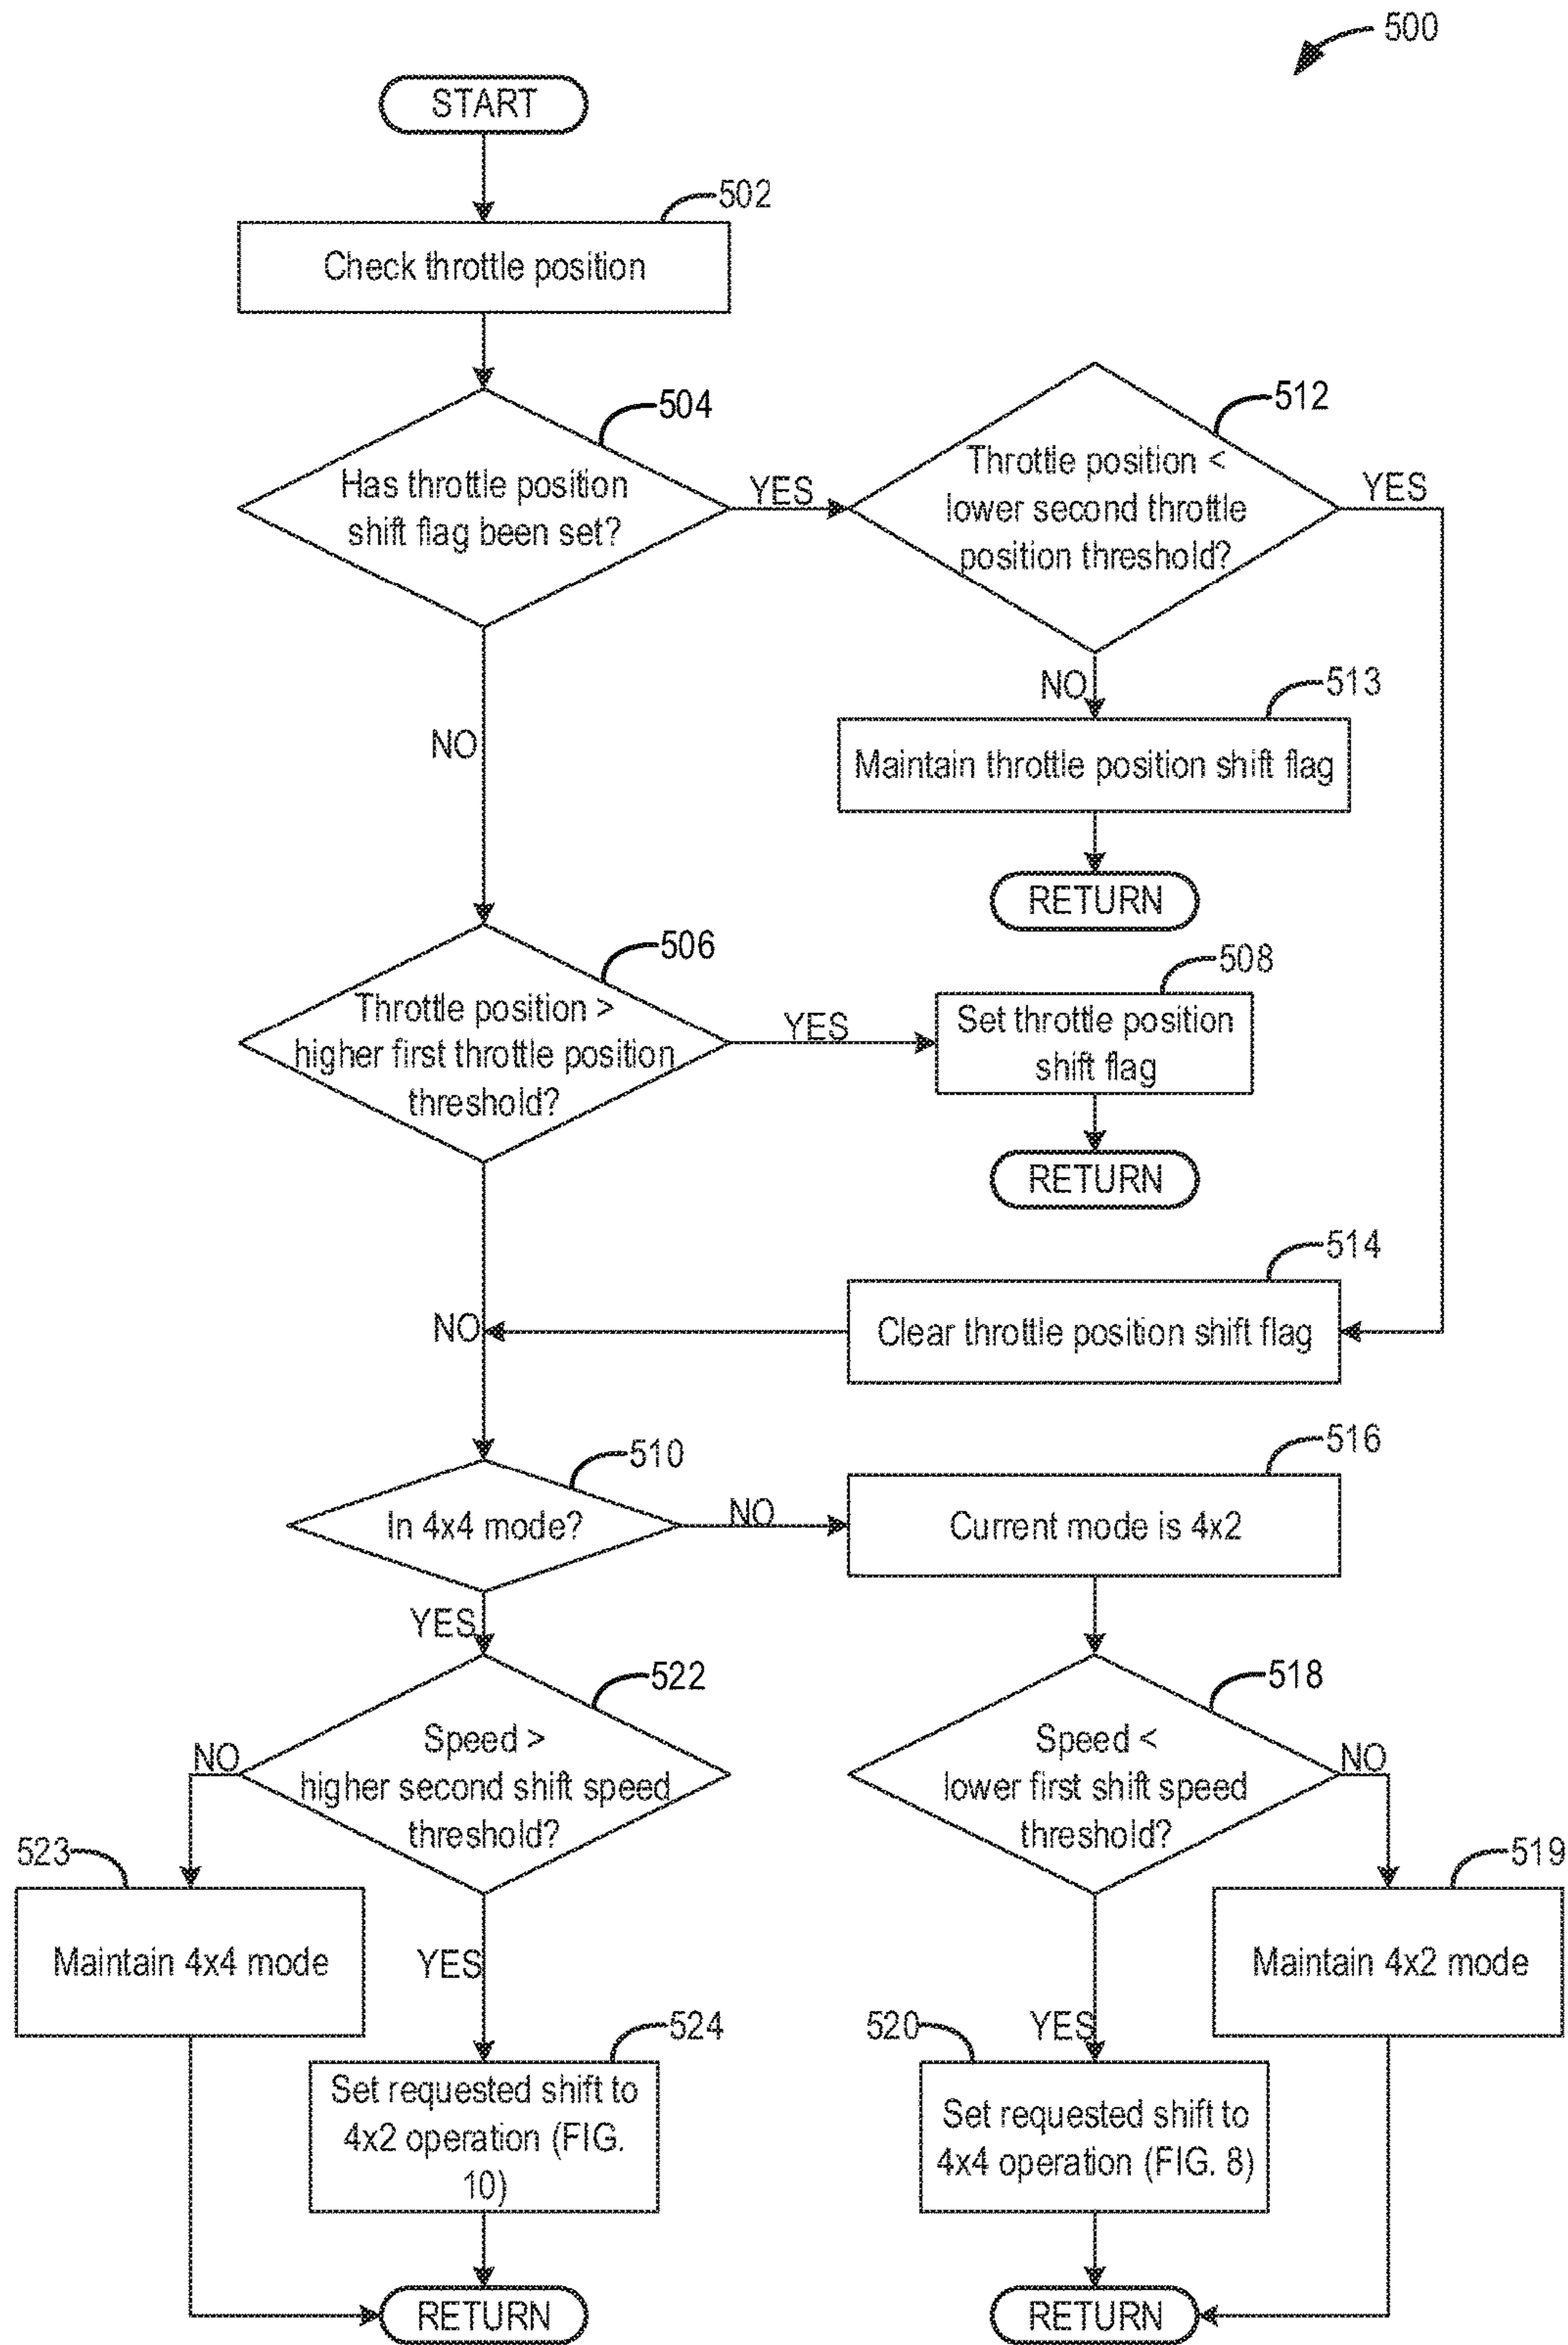 500
START
502
Check throttle position
504
Has throttle position
shift flag been set?
YES
512
Throttle position <
lower second throttle
position threshold?
YES
NO
513
Maintain throttle position shift flag
RETURN
NO
506
Throttle position >
higher first throttle position
threshold?
YES
508
Set throttle position
shift flag
RETURN
514
Clear throttle position shift flag
NO
510
In 4x4 mode?
NO
516
Current mode is 4x2
YES
522
Speed >
higher second shift speed
threshold?
NO
518
Speed <
lower first shift speed
threshold?
NO
523
Maintain 4x4 mode
YES
519
Maintain 4x2 mode
524
Set requested shift to
4x2 operation (FIG.
10)
YES
520
Set requested shift to
4x4 operation (FIG. 8)
RETURN
RETURN